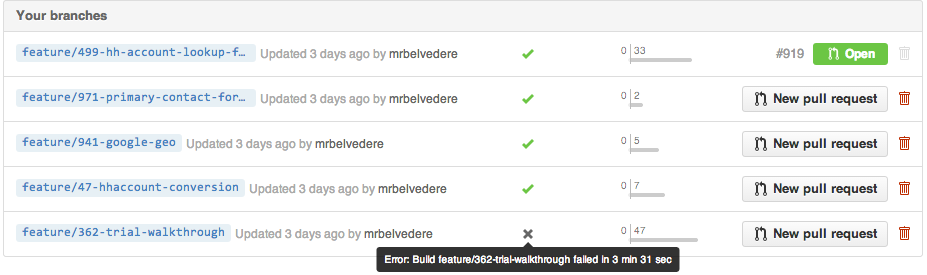 Your branches
feature/499-hh-account-lookup-f… Updated 3 days ago by mrbelvedere 0 33 #919 Open
feature/971-primary-contact-for… Updated 3 days ago by mrbelvedere 0 2 New pull request
feature/941-google-geo Updated 3 days ago by mrbelvedere 0 5 New pull request
feature/47-hhaccount-conversion Updated 3 days ago by mrbelvedere 0 7 New pull request
feature/362-trial-walkthrough Updated 3 days ago by mrbelvedere 0 47 New pull request
Error: Build feature/362-trial-walkthrough failed in 3 min 31 sec